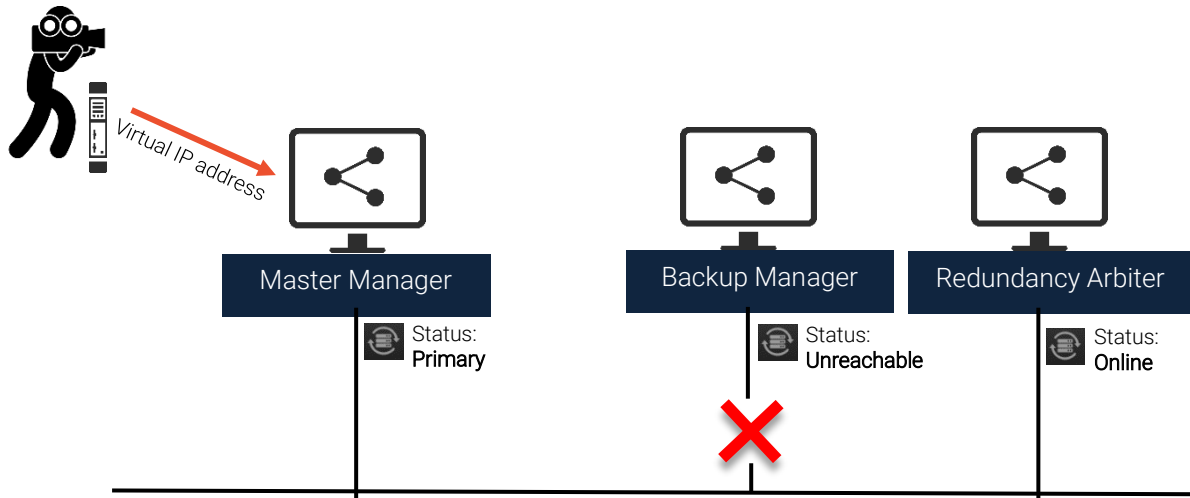 Virtual IP address
Master Manager
Backup Manager
Redundancy Arbiter
Status:
Primary
Status:
Unreachable
Status:
Online